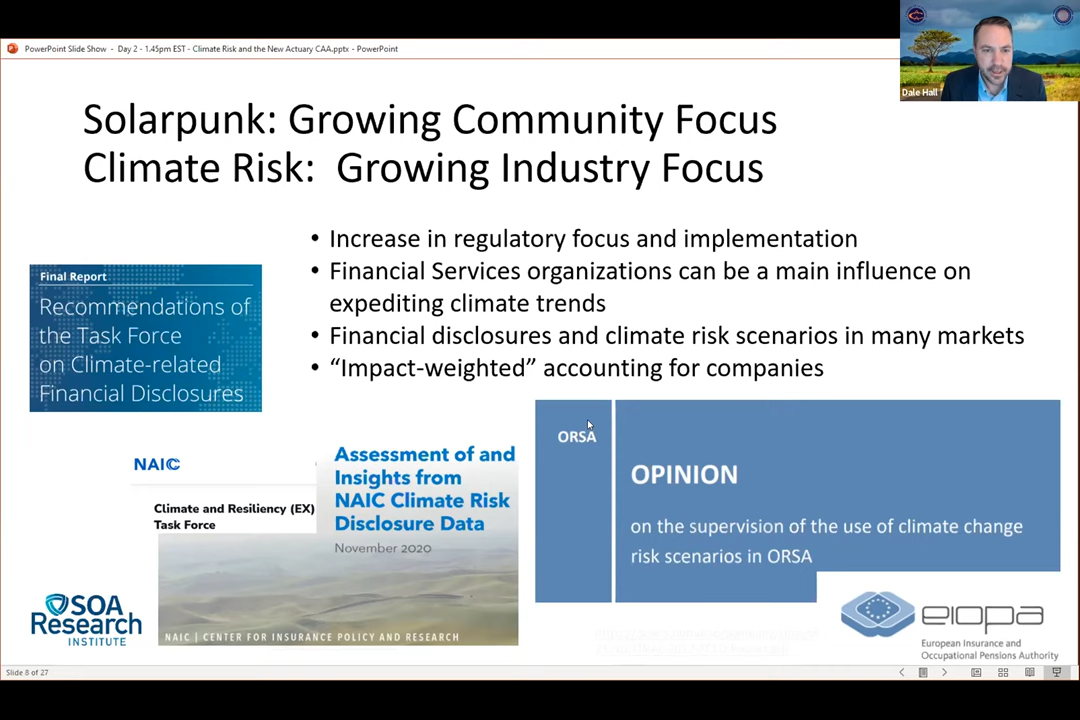 PowerPoint Slide Show - Day 2 - 1.45pm EST - Climate Risk and the New Actuary CAA.pptx - PowerPoint
Dale Hall
Solarpunk: Growing Community Focus
Climate Risk: Growing Industry Focus
• Increase in regulatory focus and implementation
• Financial Services organizations can be a main influence on
expediting climate trends
• Financial disclosures and climate risk scenarios in many markets
• “Impact-weighted” accounting for companies
Final Report
Recommendations of
the Task Force
on Climate-related
Financial Disclosures
NAIC
Climate and Resiliency (EX)
Task Force
Assessment of and
Insights from
NAIC Climate Risk
Disclosure Data
November 2020
NAIC | CENTER FOR INSURANCE POLICY AND RESEARCH
ORSA
OPINION
on the supervision of the use of climate change
risk scenarios in ORSA
SOA
Research
INSTITUTE
eiopa
European Insurance and
Occupational Pensions Authority
Slide 8 of 27